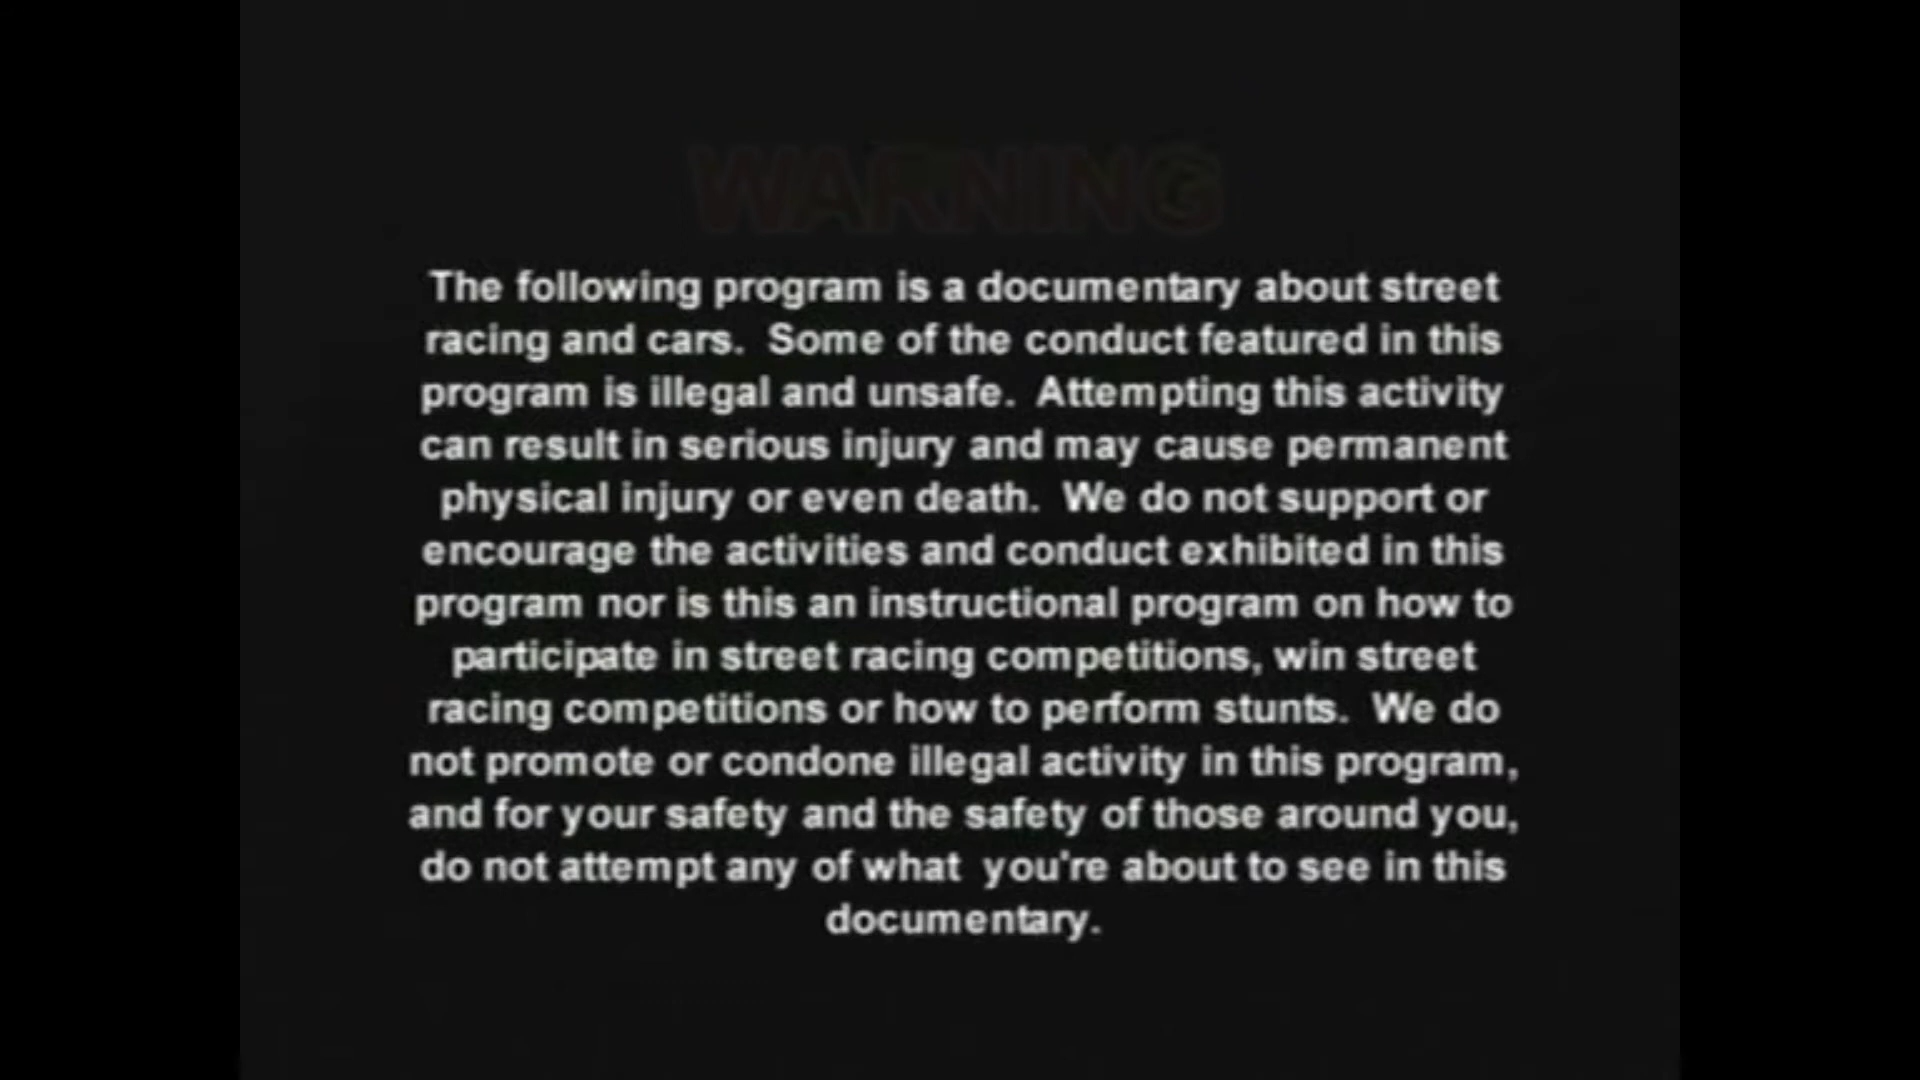 WARNING
The following program is a documentary about street
racing and cars.  Some of the conduct featured in this
program is illegal and unsafe.  Attempting this activity
can result in serious injury and may cause permanent
physical injury or even death.  We do not support or
encourage the activities and conduct exhibited in this
program nor is this an instructional program on how to
participate in street racing competitions, win street
racing competitions or how to perform stunts.  We do
not promote or condone illegal activity in this program,
and for your safety and the safety of those around you,
do not attempt any of what  you're about to see in this
documentary.